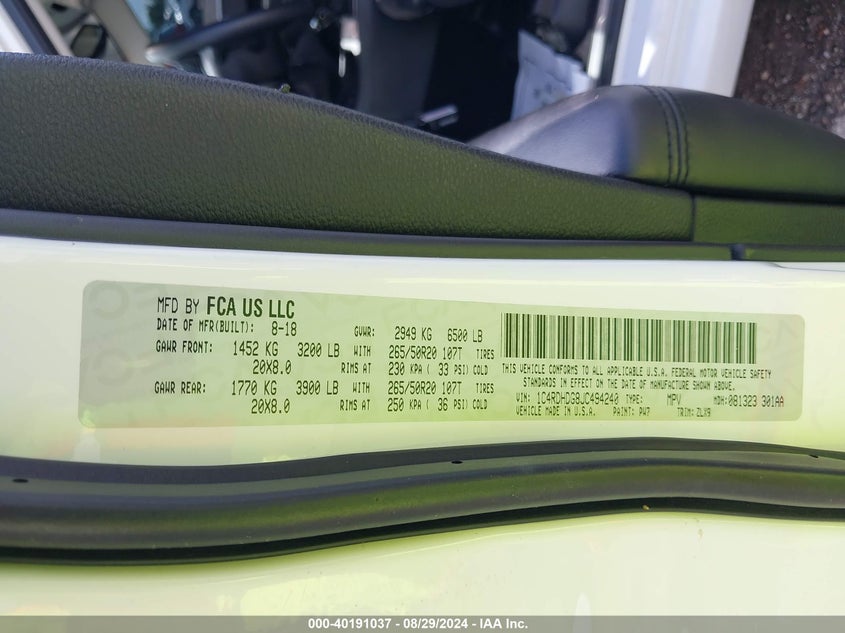 MFD BY FCA US LLC
DATE OF MFR(BUILT): 8-18 GVWR: 2949 KG 6500 LB
GAWR FRONT: 1452 KG 3200 LB WITH 265/50R20 107T TIRES
20X8.0 RIMS AT 230 KPA ( 33 PSI) COLD
GAWR REAR: 1770 KG 3900 LB WITH 265/50R20 107T TIRES
20X8.0 RIMS AT 250 KPA ( 36 PSI) COLD
THIS VEHICLE CONFORMS TO ALL APPLICABLE U.S.A. FEDERAL MOTOR VEHICLE SAFETY
STANDARDS IN EFFECT ON THE DATE OF MANUFACTURE SHOWN ABOVE.
VIN: 1C4RDHDG8JC494240 TYPE: MPV MDH: 081323 301AA
MADE IN U.S.A. PAINT: PW7 TRIM: ZLX9
000-40191037 - 08/29/2024 - IAA Inc.